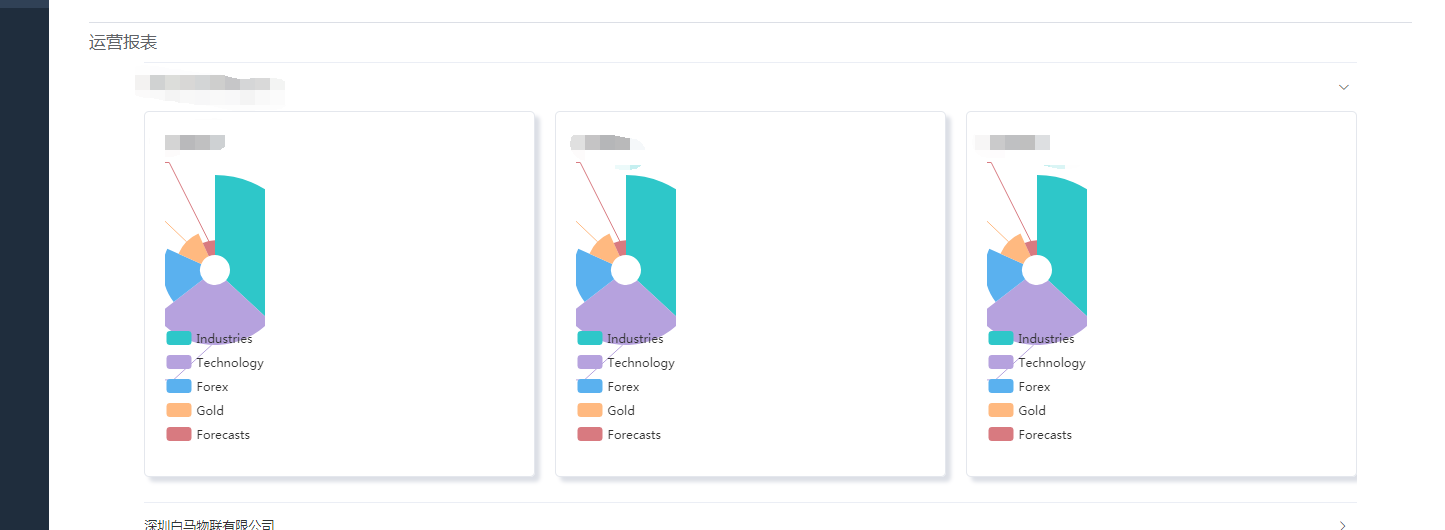 运营报表
Industries
Technology
Forex
Gold
Forecasts
Industries
Technology
Forex
Gold
Forecasts
Industries
Technology
Forex
Gold
Forecasts
深圳白马物联有限公司